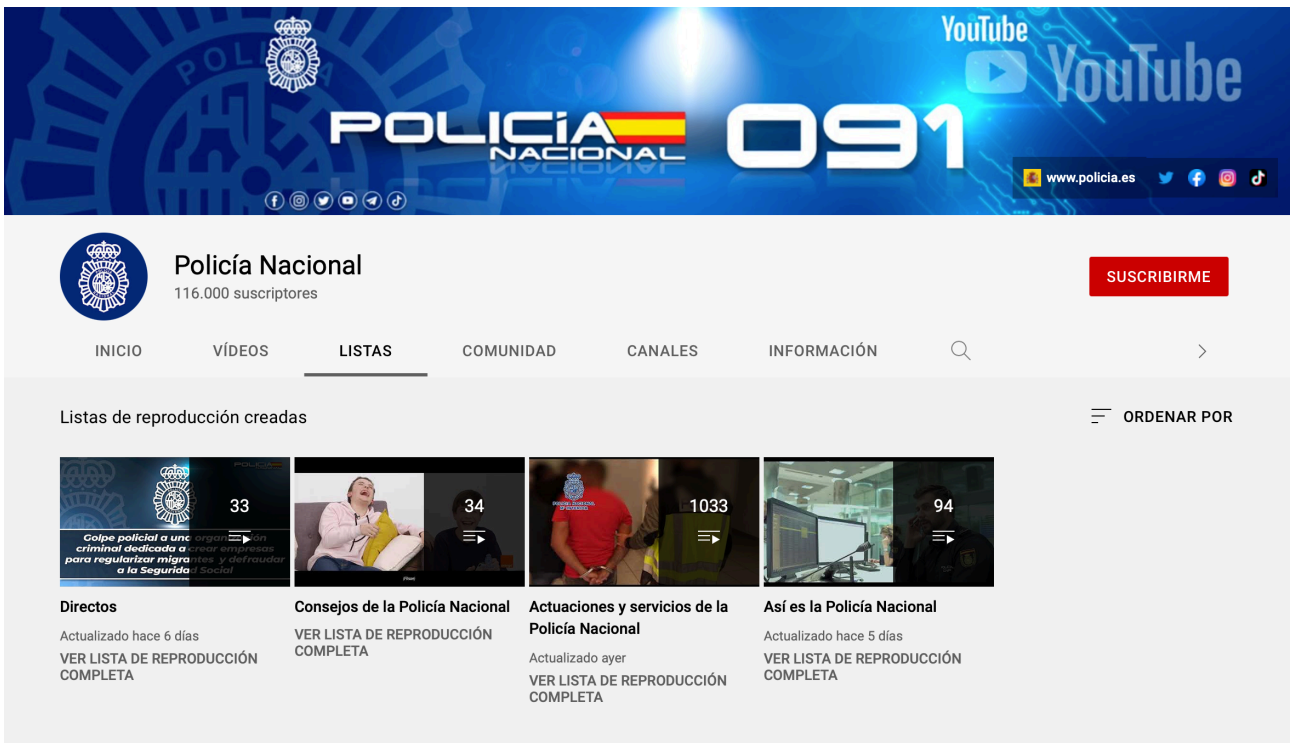 POLICIA
YouTube
YouTube
POLICÍA
NACIONAL
091
www.policia.es
Policía Nacional
116.000 suscriptores
SUSCRIBIRME
INICIO VÍDEOS LISTAS COMUNIDAD CANALES INFORMACIÓN
Listas de reproducción creadas
ORDENAR POR
33
Golpe policial a una organización
criminal dedicada a crear empresas
para regularizar migrantes y defraudar
a la Seguridad Social
34
1033
94
Directos
Actualizado hace 6 días
VER LISTA DE REPRODUCCIÓN
COMPLETA
Consejos de la Policía Nacional
VER LISTA DE REPRODUCCIÓN
COMPLETA
Actuaciones y servicios de la
Policía Nacional
Actualizado ayer
VER LISTA DE REPRODUCCIÓN
COMPLETA
Así es la Policía Nacional
Actualizado hace 5 días
VER LISTA DE REPRODUCCIÓN
COMPLETA